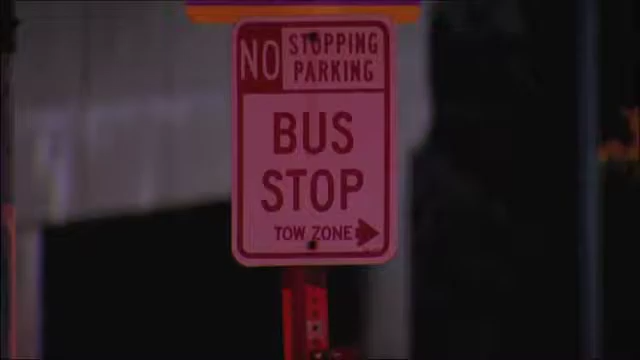 NO STOPPING
PARKING
BUS
STOP
TOW ZONE